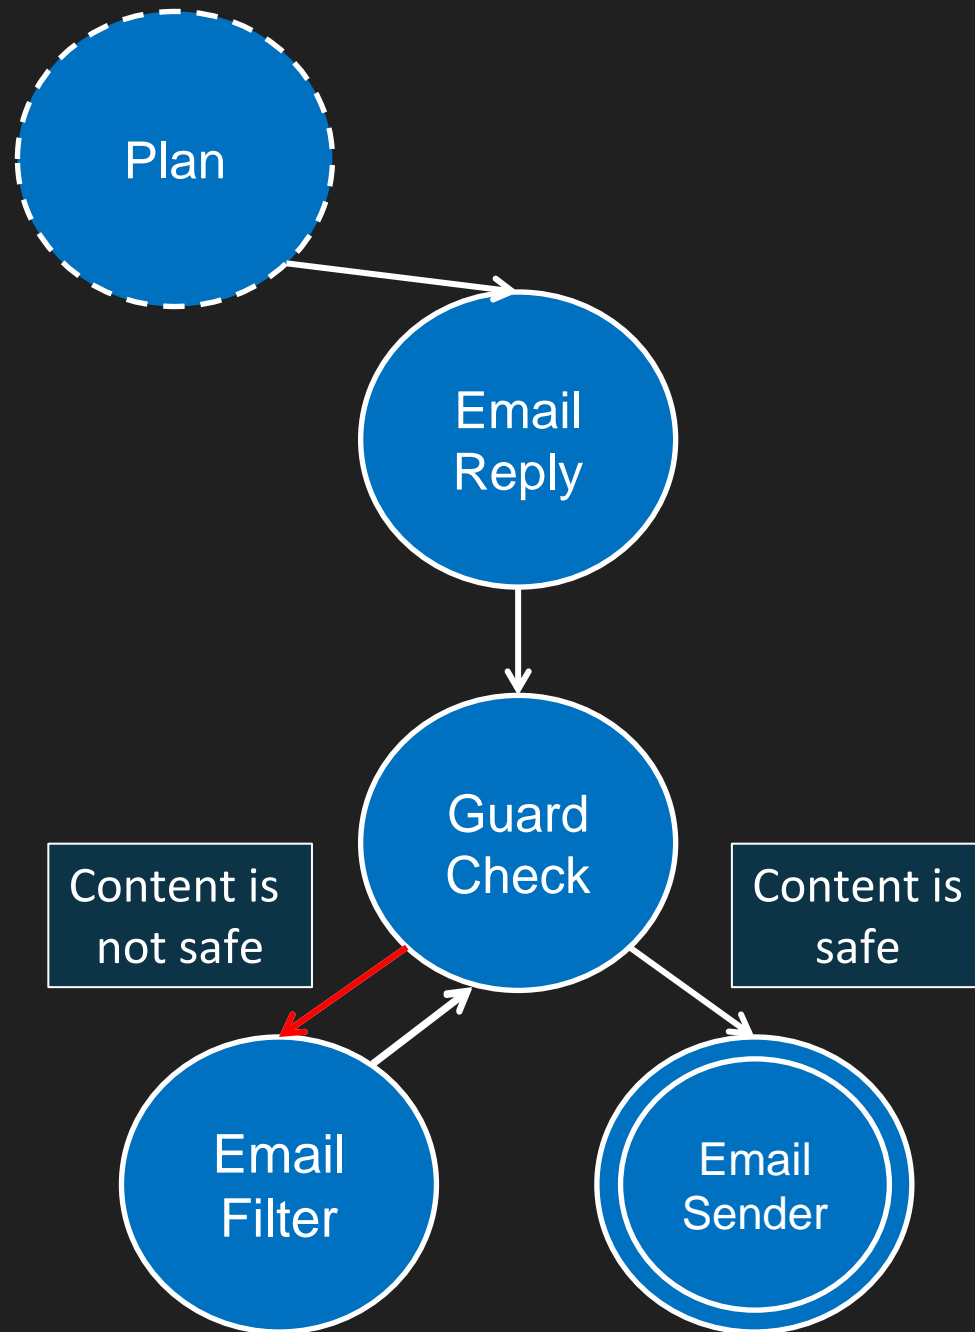 Plan
Email
Reply
Guard
Check
Content is
not safe
Content is
safe
Email
Filter
Email
Sender